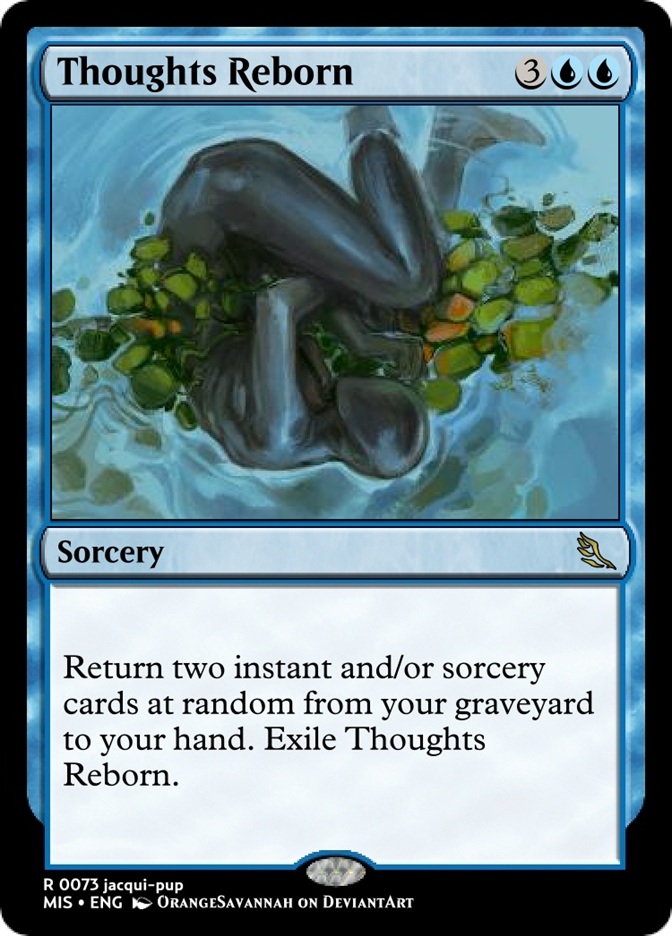 Thoughts Reborn 3
Sorcery
Return two instant and/or sorcery
cards at random from your graveyard
to your hand. Exile Thoughts
Reborn.
R 0073 jacqui-pup
MIS • ENG OrangeSavannah on DeviantArt